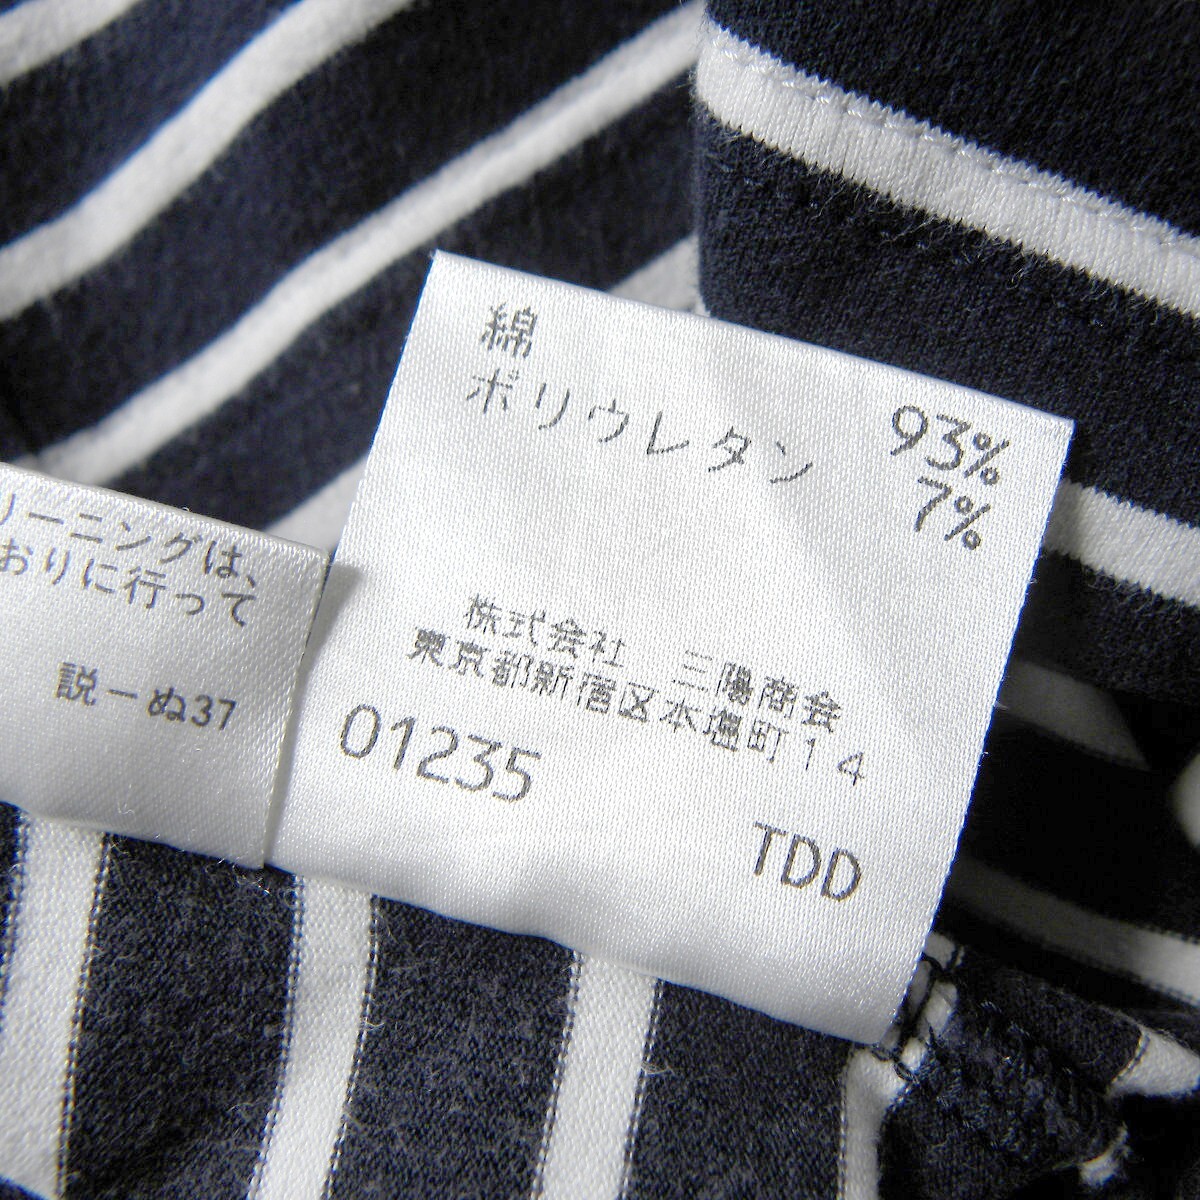 綿 93%
ポリウレタン 7%
株式会社 三陽商会
東京都新宿区本塩町14
01235
TDD
リーニングは、
おりに行って
説ーぬ37